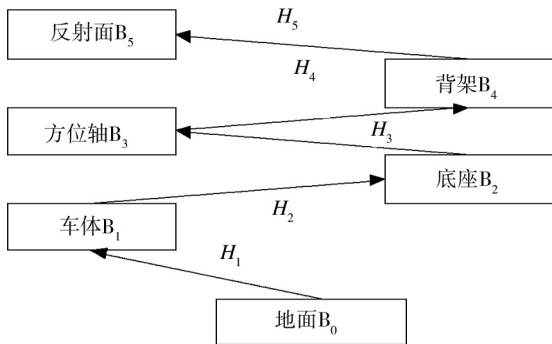 反射面B₅
H₅
H₄
背架B₄
方位轴B₃
H₃
底座B₂
车体B₁
H₂
H₁
地面B₀